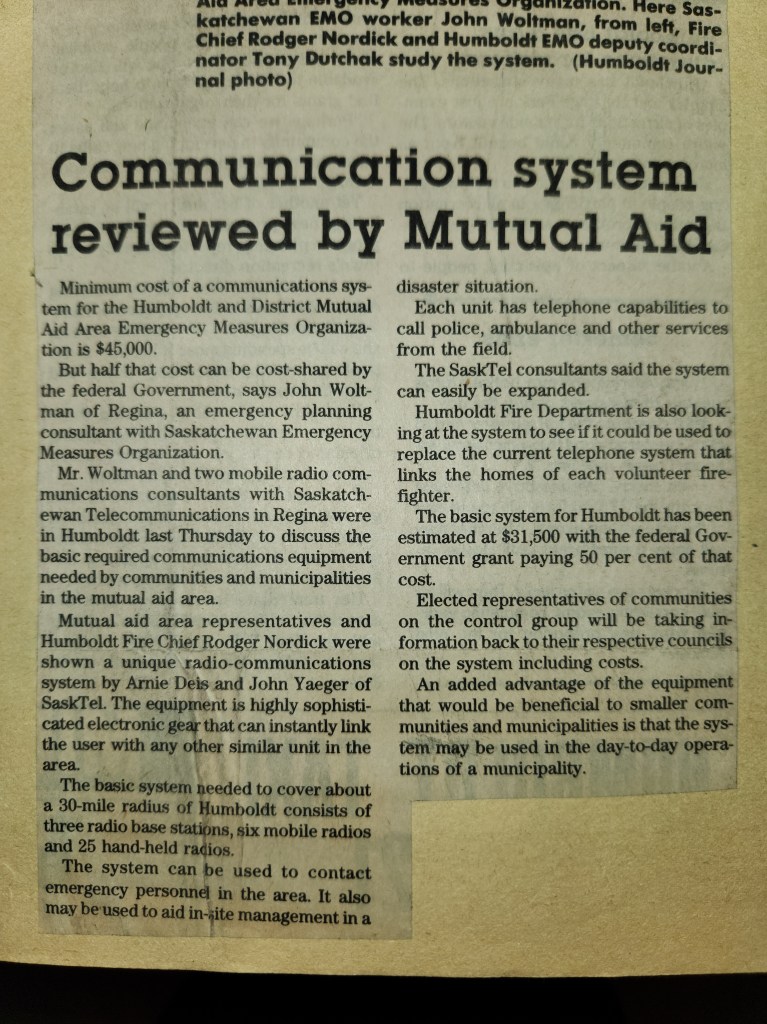 Aid Area Emergency Measures Organization. Here Sas-
katchewan EMO worker John Woltman, from left, Fire
Chief Rodger Nordick and Humboldt EMO deputy coordi-
nator Tony Dutchak study the system. (Humboldt Jour-
nal photo)
Communication system
reviewed by Mutual Aid
Minimum cost of a communications sys-
tem for the Humboldt and District Mutual
Aid Area Emergency Measures Organiza-
tion is $45,000.
But half that cost can be cost-shared by
the federal Government, says John Wolt-
man of Regina, an emergency planning
consultant with Saskatchewan Emergency
Measures Organization.
Mr. Woltman and two mobile radio com-
munications consultants with Saskatch-
ewan Telecommunications in Regina were
in Humboldt last Thursday to discuss the
basic required communications equipment
needed by communities and municipalities
in the mutual aid area.
Mutual aid area representatives and
Humboldt Fire Chief Rodger Nordick were
shown a unique radio-communications
system by Arnie Deis and John Yaeger of
SaskTel. The equipment is highly sophisti-
cated electronic gear that can instantly link
the user with any other similar unit in the
area.
The basic system needed to cover about
a 30-mile radius of Humboldt consists of
three radio base stations, six mobile radios
and 25 hand-held radios.
The system can be used to contact
emergency personnel in the area. It also
may be used to aid in-site management in a
disaster situation.
Each unit has telephone capabilities to
call police, ambulance and other services
from the field.
The SaskTel consultants said the system
can easily be expanded.
Humboldt Fire Department is also look-
ing at the system to see if it could be used to
replace the current telephone system that
links the homes of each volunteer fire-
fighter.
The basic system for Humboldt has been
estimated at $31,500 with the federal Gov-
ernment grant paying 50 per cent of that
cost.
Elected representatives of communities
on the control group will be taking in-
formation back to their respective councils
on the system including costs.
An added advantage of the equipment
that would be beneficial to smaller com-
munities and municipalities is that the sys-
tem may be used in the day-to-day opera-
tions of a municipality.